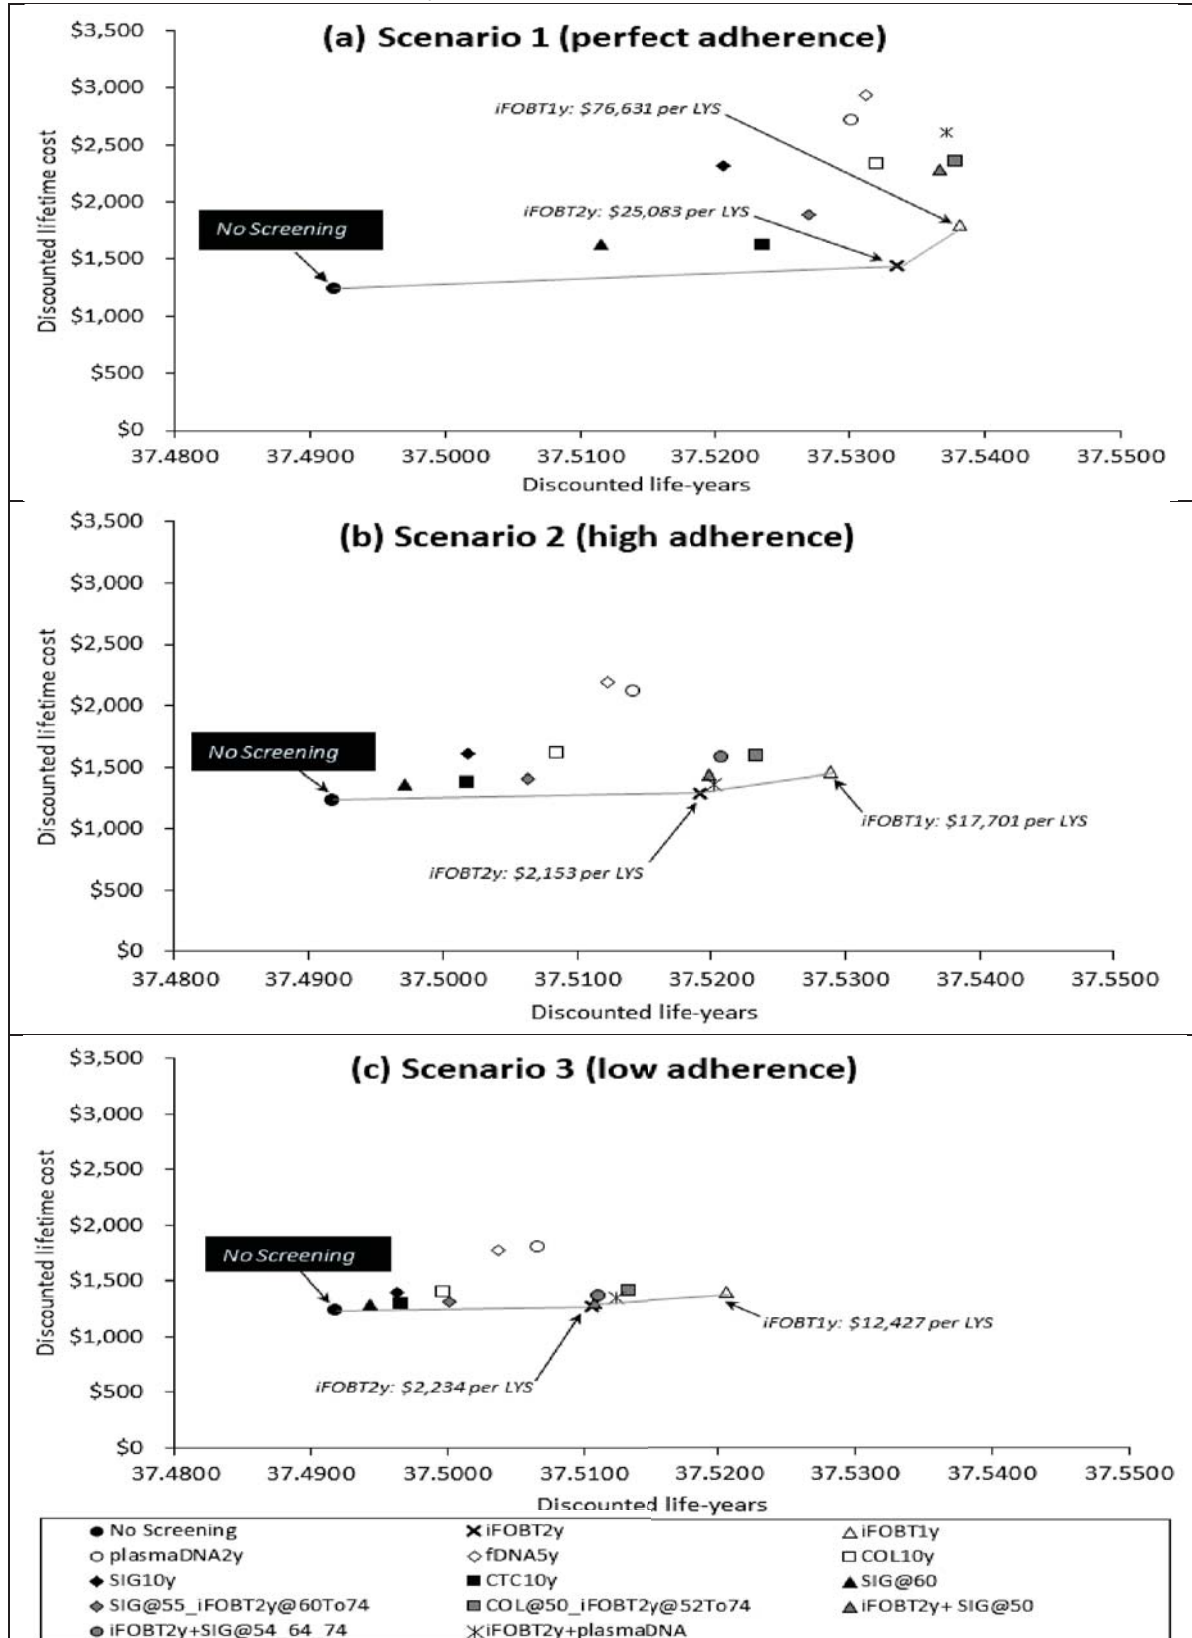 (a) Scenario 1 (perfect adherence)
$3,500
$3,000
$2,500
$2,000
$1,500
$1,000
$500
$0
Discounted lifetime cost
iFOBT1y: $76,631 per LYS
iFOBT2y: $25,083 per LYS
No Screening
37.4800 37.4900 37.5000 37.5100 37.5200 37.5300 37.5400 37.5500
Discounted life-years
(b) Scenario 2 (high adherence)
$3,500
$3,000
$2,500
$2,000
$1,500
$1,000
$500
$0
Discounted lifetime cost
No Screening
iFOBT1y: $17,701 per LYS
iFOBT2y: $2,153 per LYS
37.4800 37.4900 37.5000 37.5100 37.5200 37.5300 37.5400 37.5500
Discounted life-years
(c) Scenario 3 (low adherence)
$3,500
$3,000
$2,500
$2,000
$1,500
$1,000
$500
$0
Discounted lifetime cost
No Screening
iFOBT1y: $12,427 per LYS
iFOBT2y: $2,234 per LYS
37.4800 37.4900 37.5000 37.5100 37.5200 37.5300 37.5400 37.5500
Discounted life-years
No Screening iFOBT2y iFOBT1y
plasmaDNA2y fDNA5y COL10y
SIG10y CTC10y SIG@60
SIG@55_iFOBT2y@60To74 COL@50_iFOBT2y@52To74 iFOBT2y+ SIG@50
iFOBT2y+SIG@54_64_74 iFOBT2y+plasmaDNA